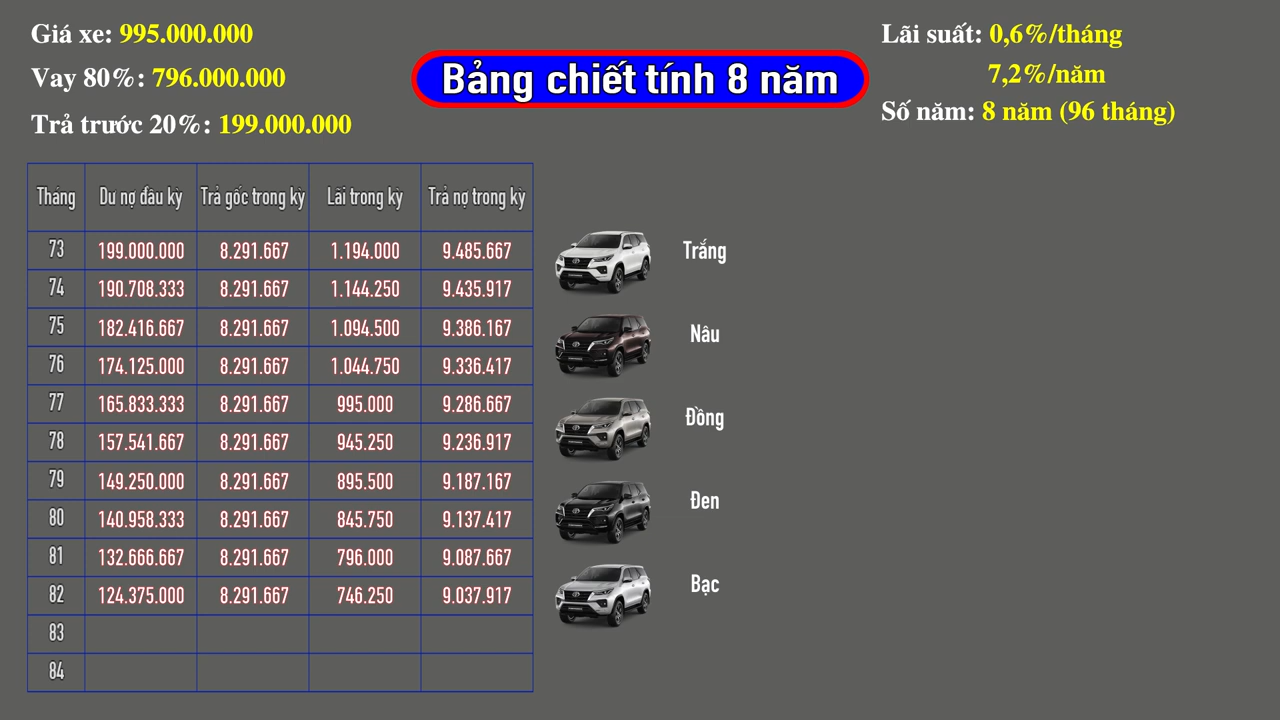 Giá xe: 995.000.000
Vay 80%: 796.000.000
Trả trước 20%: 199.000.000
Bảng chiết tính 8 năm
Lãi suất: 0,6%/tháng
7,2%/năm
Số năm: 8 năm (96 tháng)
Tháng Dư nợ đầu kỳ Trả gốc trong kỳ Lãi trong kỳ Trả nợ trong kỳ
73 199.000.000 8.291.667 1.194.000 9.485.667
74 190.708.333 8.291.667 1.144.250 9.435.917
75 182.416.667 8.291.667 1.094.500 9.386.167
76 174.125.000 8.291.667 1.044.750 9.336.417
77 165.833.333 8.291.667 995.000 9.286.667
78 157.541.667 8.291.667 945.250 9.236.917
79 149.250.000 8.291.667 895.500 9.187.167
80 140.958.333 8.291.667 845.750 9.137.417
81 132.666.667 8.291.667 796.000 9.087.667
82 124.375.000 8.291.667 746.250 9.037.917
83
84
Trắng
Nâu
Đồng
Đen
Bạc